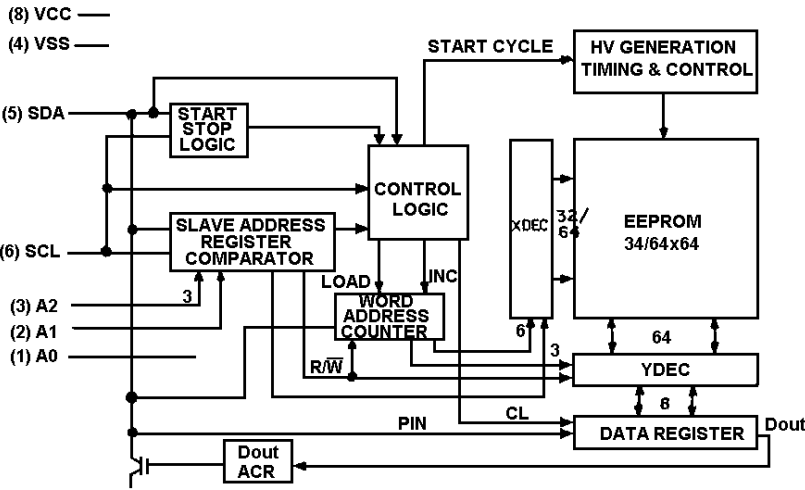 (8) VCC
(4) VSS
START CYCLE
HV GENERATION
TIMING & CONTROL
(5) SDA
START
STOP
LOGIC
CONTROL
LOGIC
XDEC
32/
64
EEPROM
34/64x64
SLAVE ADDRESS
REGISTER
COMPARATOR
(6) SCL
LOAD
INC
(3) A2
3
WORD
ADDRESS
COUNTER
(2) A1
6
64
(1) A0
R/W̅
3
YDEC
8
PIN
CL
DATA REGISTER
Dout
Dout
ACR